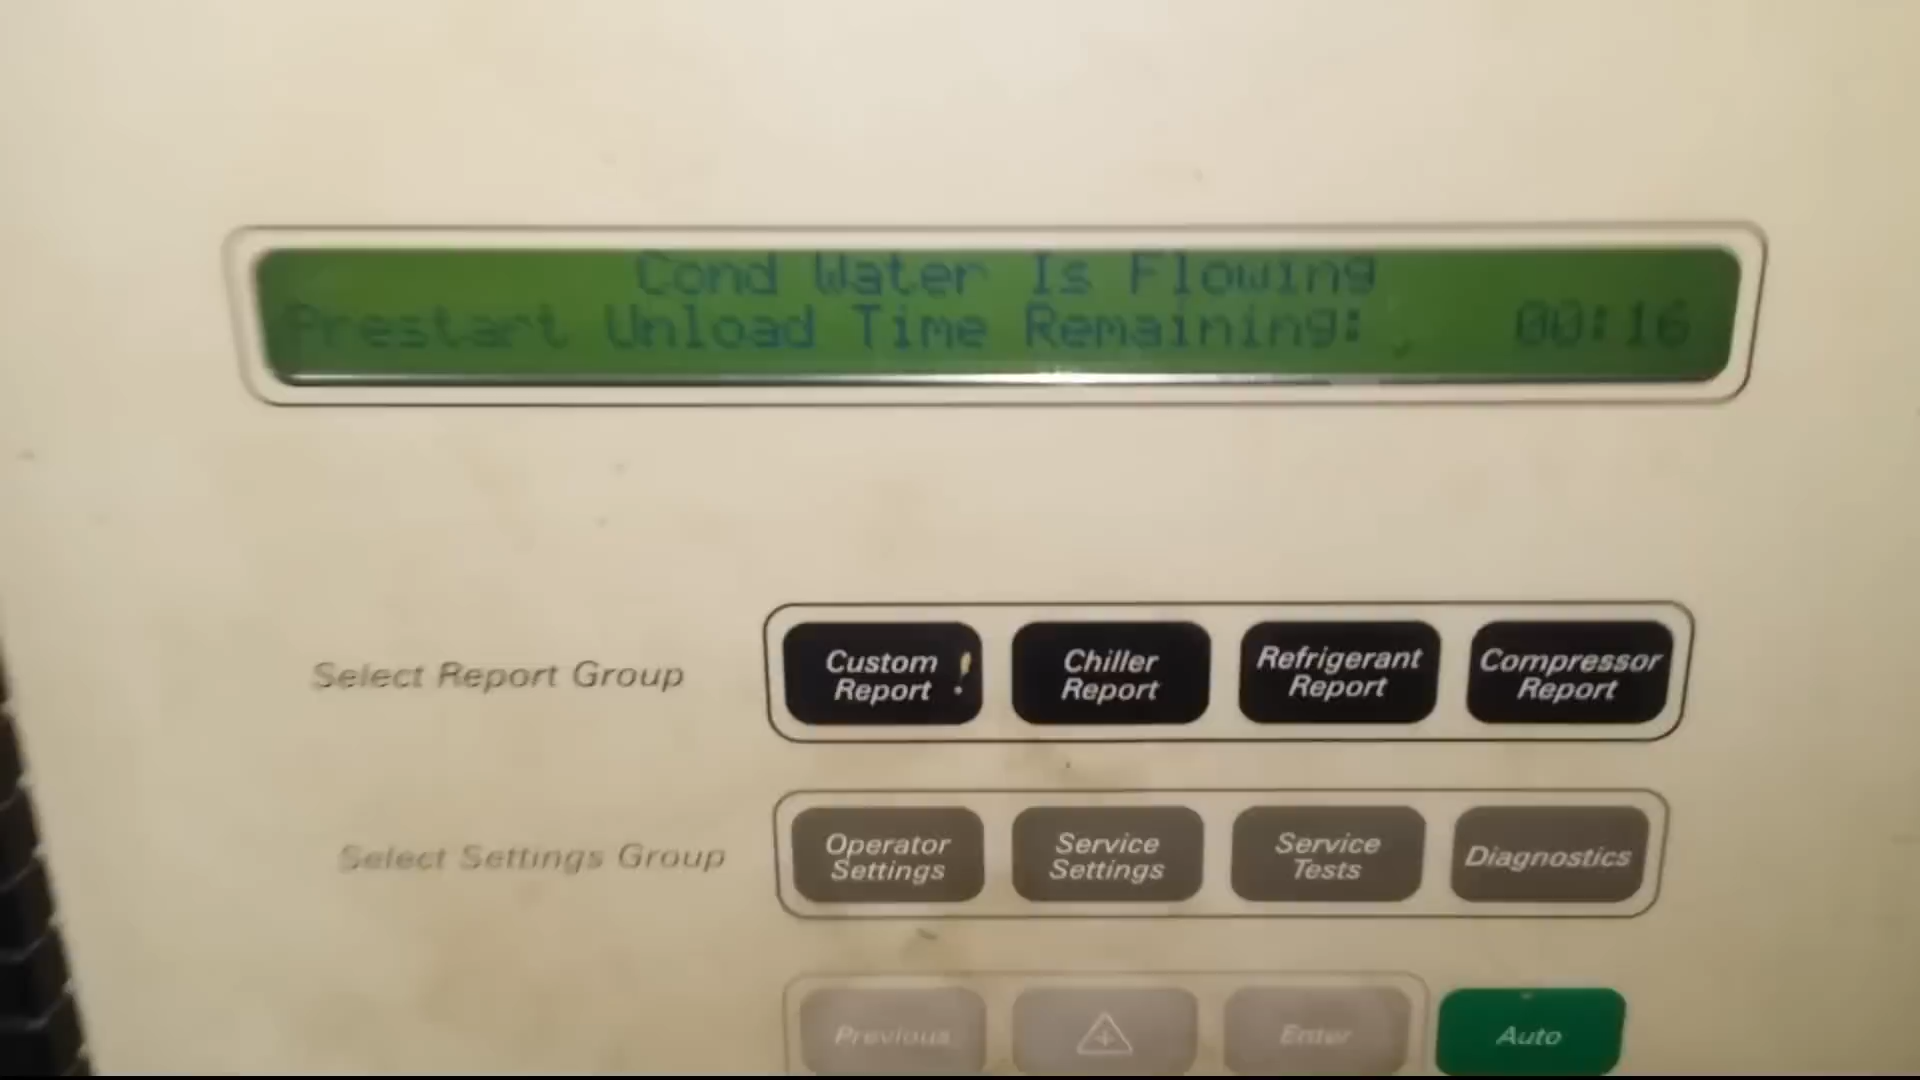 Cond Water Is Flowing
Prestart Unload Time Remaining: 00:16
Select Report Group
Custom Report
Chiller Report
Refrigerant Report
Compressor Report
Select Settings Group
Operator Settings
Service Settings
Service Tests
Diagnostics
Previous
+
Enter
Auto